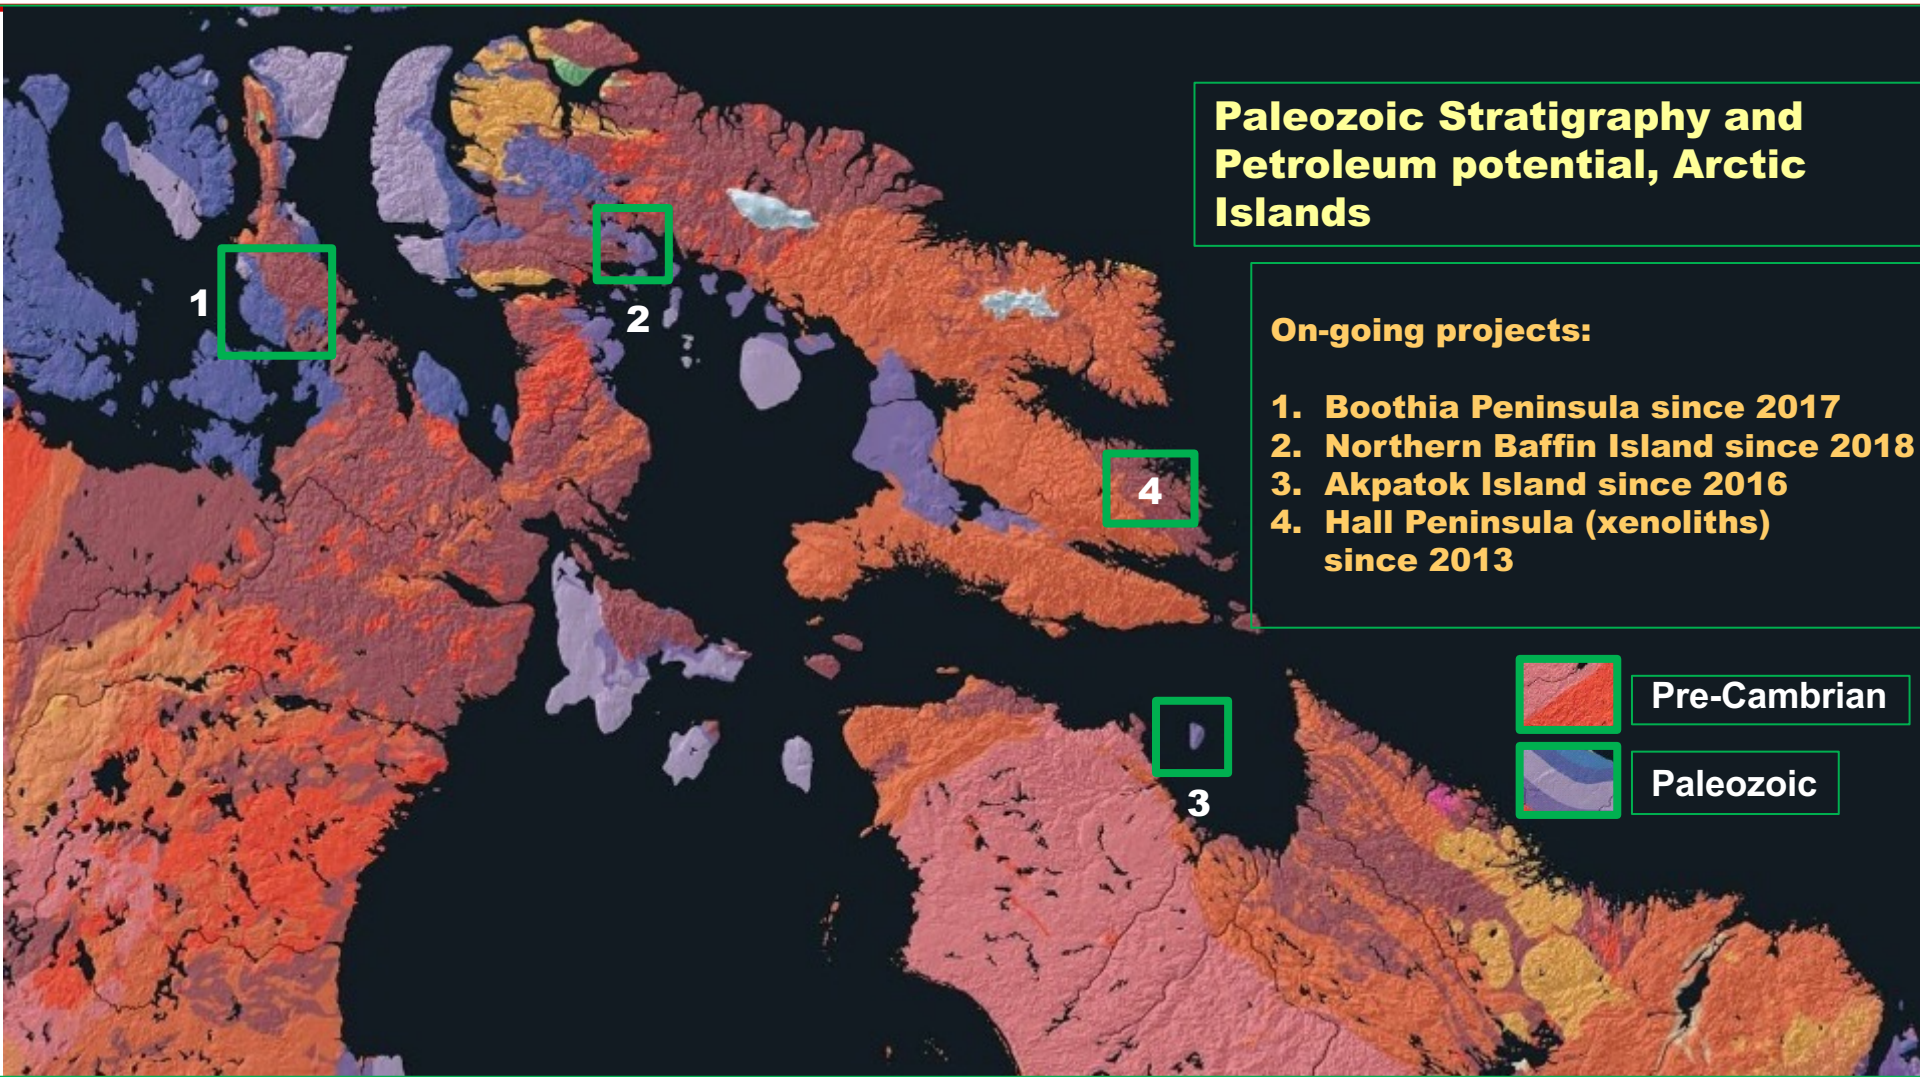 Paleozoic Stratigraphy and
Petroleum potential, Arctic
Islands
On-going projects:
1. Boothia Peninsula since 2017
2. Northern Baffin Island since 2018
3. Akpatok Island since 2016
4. Hall Peninsula (xenoliths)
since 2013
1
2
4
3
Pre-Cambrian
Paleozoic